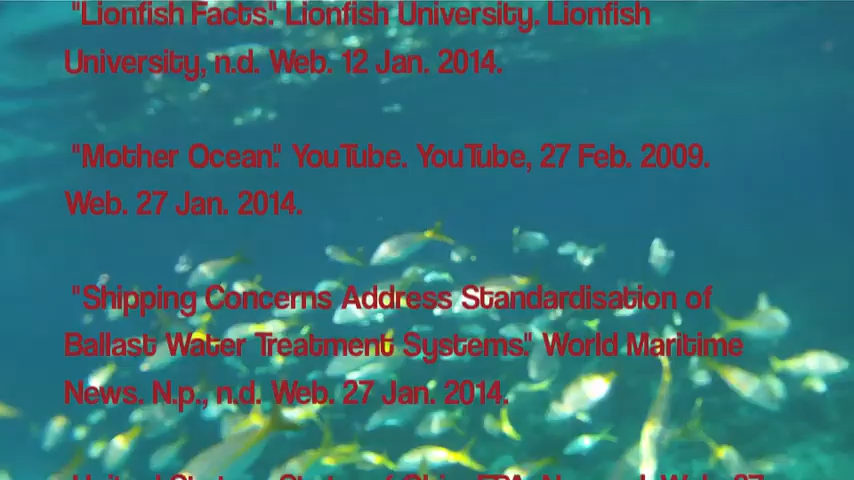 "Lionfish Facts." Lionfish University. Lionfish
University, n.d. Web. 12 Jan. 2014.
"Mother Ocean." YouTube. YouTube, 27 Feb. 2009.
Web. 27 Jan. 2014.
"Shipping Concerns Address Standardisation of
Ballast Water Treatment Systems." World Maritime
News. N.p., n.d. Web. 27 Jan. 2014.